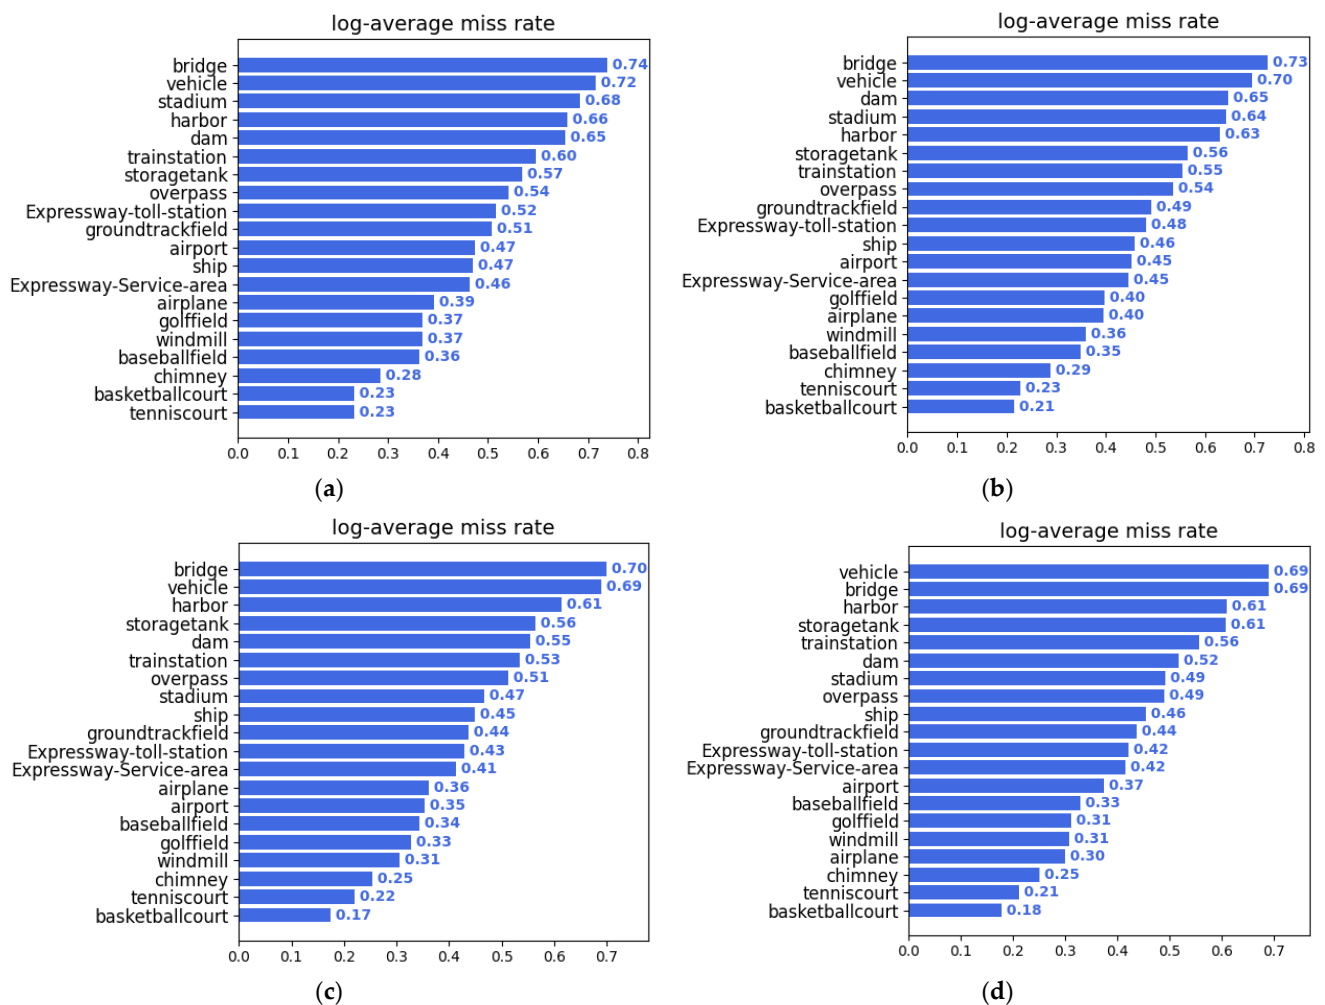 log-average miss rate
bridge 0.74
vehicle 0.72
stadium 0.68
harbor 0.66
dam 0.65
trainstation 0.60
storagetank 0.57
overpass 0.54
Expressway-toll-station 0.52
groundtrackfield 0.51
airport 0.47
ship 0.47
Expressway-Service-area 0.46
airplane 0.39
golffield 0.37
windmill 0.37
baseballfield 0.36
chimney 0.28
basketballcourt 0.23
tenniscourt 0.23
0.0 0.1 0.2 0.3 0.4 0.5 0.6 0.7 0.8
(a)
log-average miss rate
bridge 0.73
vehicle 0.70
dam 0.65
stadium 0.64
harbor 0.63
storagetank 0.56
trainstation 0.55
overpass 0.54
groundtrackfield 0.49
Expressway-toll-station 0.48
ship 0.46
airport 0.45
Expressway-Service-area 0.45
golffield 0.40
airplane 0.40
windmill 0.36
baseballfield 0.35
chimney 0.29
tenniscourt 0.23
basketballcourt 0.21
0.0 0.1 0.2 0.3 0.4 0.5 0.6 0.7 0.8
(b)
log-average miss rate
bridge 0.70
vehicle 0.69
harbor 0.61
storagetank 0.56
dam 0.55
trainstation 0.53
overpass 0.51
stadium 0.47
ship 0.45
groundtrackfield 0.44
Expressway-toll-station 0.43
Expressway-Service-area 0.41
airplane 0.36
airport 0.35
baseballfield 0.34
golffield 0.33
windmill 0.31
chimney 0.25
tenniscourt 0.22
basketballcourt 0.17
0.0 0.1 0.2 0.3 0.4 0.5 0.6 0.7
(c)
log-average miss rate
vehicle 0.69
bridge 0.69
harbor 0.61
storagetank 0.61
trainstation 0.56
dam 0.52
stadium 0.49
overpass 0.49
ship 0.46
groundtrackfield 0.44
Expressway-toll-station 0.42
Expressway-Service-area 0.42
airport 0.37
baseballfield 0.33
golffield 0.31
windmill 0.31
airplane 0.30
chimney 0.25
tenniscourt 0.21
basketballcourt 0.18
0.0 0.1 0.2 0.3 0.4 0.5 0.6 0.7
(d)